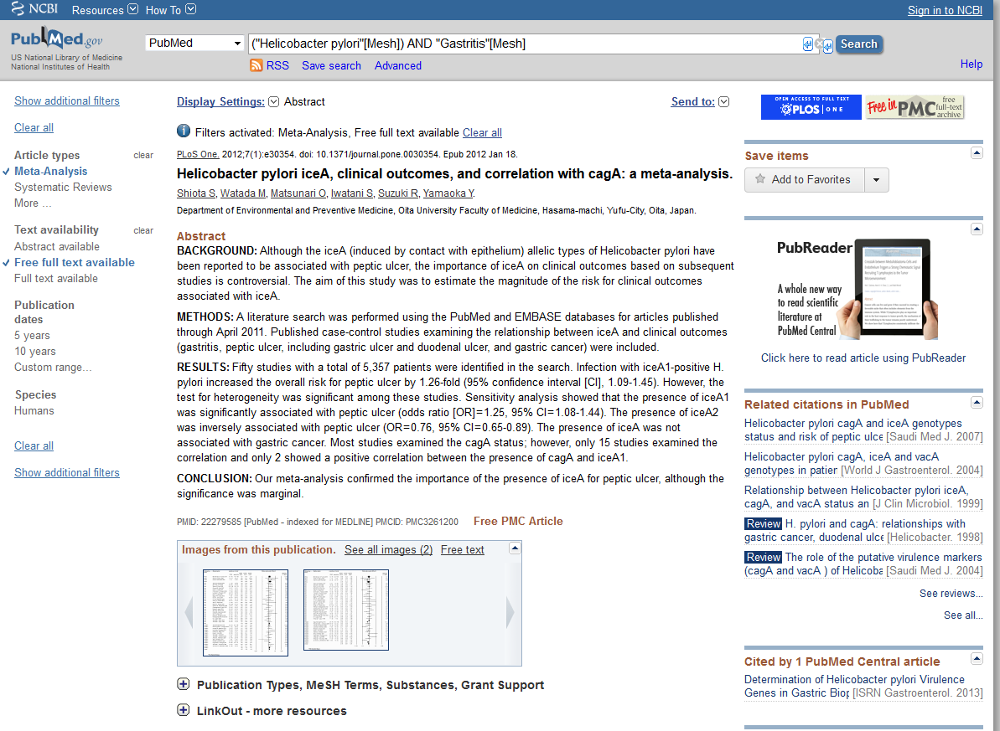 NCBI Resources How To Sign in to NCBI
PubMed.gov
US National Library of Medicine
National Institutes of Health
PubMed ("Helicobacter pylori"[Mesh]) AND "Gastritis"[Mesh] Search
RSS Save search Advanced Help
Show additional filters
Clear all
Article types clear
Meta-Analysis
Systematic Reviews
More ...
Text availability clear
Abstract available
Free full text available
Full text available
Publication
dates
5 years
10 years
Custom range...
Species
Humans
Clear all
Show additional filters
Display Settings: Abstract Send to:
Filters activated: Meta-Analysis, Free full text available Clear all
PLoS One. 2012;7(1):e30354. doi: 10.1371/journal.pone.0030354. Epub 2012 Jan 18.
Helicobacter pylori iceA, clinical outcomes, and correlation with cagA: a meta-analysis.
Shiota S, Watada M, Matsunari O, Iwatani S, Suzuki R, Yamaoka Y.
Department of Environmental and Preventive Medicine, Oita University Faculty of Medicine, Hasama-machi, Yufu-City, Oita, Japan.
Abstract
BACKGROUND: Although the iceA (induced by contact with epithelium) allelic types of Helicobacter pylori have
been reported to be associated with peptic ulcer, the importance of iceA on clinical outcomes based on subsequent
studies is controversial. The aim of this study was to estimate the magnitude of the risk for clinical outcomes
associated with iceA.
METHODS: A literature search was performed using the PubMed and EMBASE databases for articles published
through April 2011. Published case-control studies examining the relationship between iceA and clinical outcomes
(gastritis, peptic ulcer, including gastric ulcer and duodenal ulcer, and gastric cancer) were included.
RESULTS: Fifty studies with a total of 5,357 patients were identified in the search. Infection with iceA1-positive H.
pylori increased the overall risk for peptic ulcer by 1.26-fold (95% confidence interval [CI], 1.09-1.45). However, the
test for heterogeneity was significant among these studies. Sensitivity analysis showed that the presence of iceA1
was significantly associated with peptic ulcer (odds ratio [OR]=1.25, 95% CI=1.08-1.44). The presence of iceA2
was inversely associated with peptic ulcer (OR=0.76, 95% CI=0.65-0.89). The presence of iceA was not
associated with gastric cancer. Most studies examined the cagA status; however, only 15 studies examined the
correlation and only 2 showed a positive correlation between the presence of cagA and iceA1.
CONCLUSION: Our meta-analysis confirmed the importance of the presence of iceA for peptic ulcer, although the
significance was marginal.
PMID: 22279585 [PubMed - indexed for MEDLINE] PMCID: PMC3261200 Free PMC Article
Images from this publication. See all images (2) Free text
Publication Types, MeSH Terms, Substances, Grant Support
LinkOut - more resources
OPEN ACCESS TO FULL TEXT
PLOS ONE
Free in PMC free full-text archive
Save items
Add to Favorites
PubReader
A whole new way
to read scientific
literature at
PubMed Central
Click here to read article using PubReader
Related citations in PubMed
Helicobacter pylori cagA and iceA genotypes
status and risk of peptic ulce [Saudi Med J. 2007]
Helicobacter pylori cagA, iceA and vacA
genotypes in patier [World J Gastroenterol. 2004]
Relationship between Helicobacter pylori iceA,
cagA, and vacA status an [J Clin Microbiol. 1999]
Review H. pylori and cagA: relationships with
gastric cancer, duodenal ulce [Helicobacter. 1998]
Review The role of the putative virulence markers
(cagA and vacA ) of Helicoba [Saudi Med J. 2004]
See reviews...
See all...
Cited by 1 PubMed Central article
Determination of Helicobacter pylori Virulence
Genes in Gastric Biop [ISRN Gastroenterol. 2013]